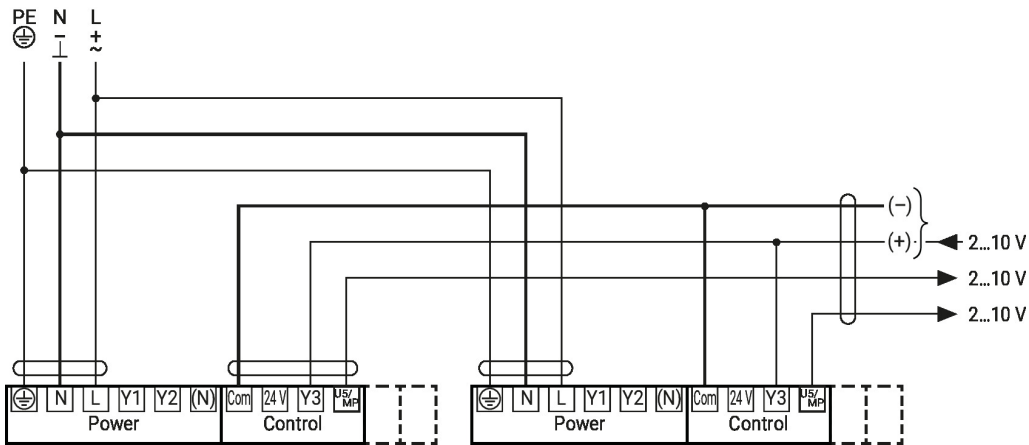 PE N L
– +
~
(–)
(+) 2...10 V
2...10 V
2...10 V
N L Y1 Y2 (N) Com 24 V Y3 U5/MP N L Y1 Y2 (N) Com 24 V Y3 U5/MP
Power Control Power Control